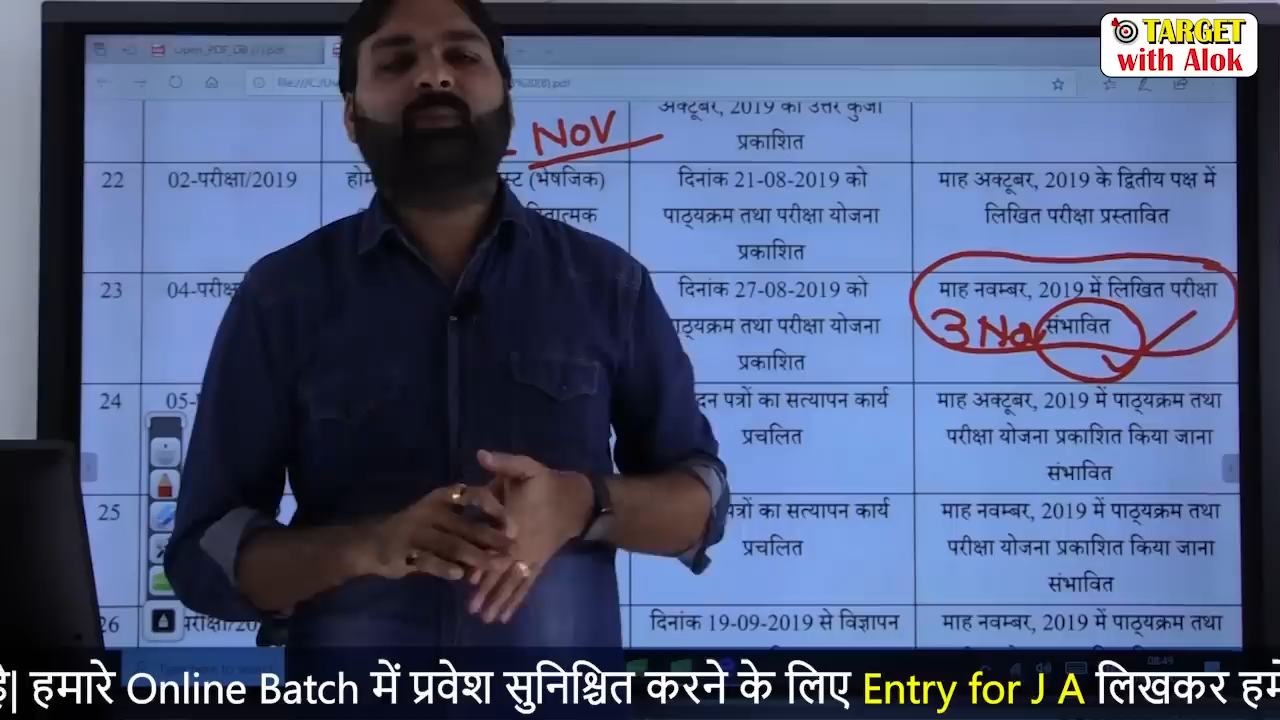 TARGET
with Alok
अक्टूबर, 2019 को उत्तर कुंजी
NOV
प्रकाशित
22 02-परीक्षा/2019 (भेषजिक) दिनांक 21-08-2019 को माह अक्टूबर, 2019 के द्वितीय पक्ष में
पाठ्यक्रम तथा परीक्षा योजना लिखित परीक्षा प्रस्तावित
प्रकाशित
23 दिनांक 27-08-2019 को माह नवम्बर, 2019 में लिखित परीक्षा
तथा परीक्षा योजना 3 Nov संभावित
प्रकाशित
24 पत्रों का सत्यापन कार्य माह अक्टूबर, 2019 में पाठ्यक्रम तथा
प्रचलित परीक्षा योजना प्रकाशित किया जाना
संभावित
25 पत्रों का सत्यापन कार्य माह नवम्बर, 2019 में पाठ्यक्रम तथा
प्रचलित परीक्षा योजना प्रकाशित किया जाना
संभावित
26 दिनांक 19-09-2019 से विज्ञापन माह नवम्बर, 2019 में पाठ्यक्रम तथा
08:49
है| हमारे Online Batch में प्रवेश सुनिश्चित करने के लिए Entry for J A लिखकर हमे